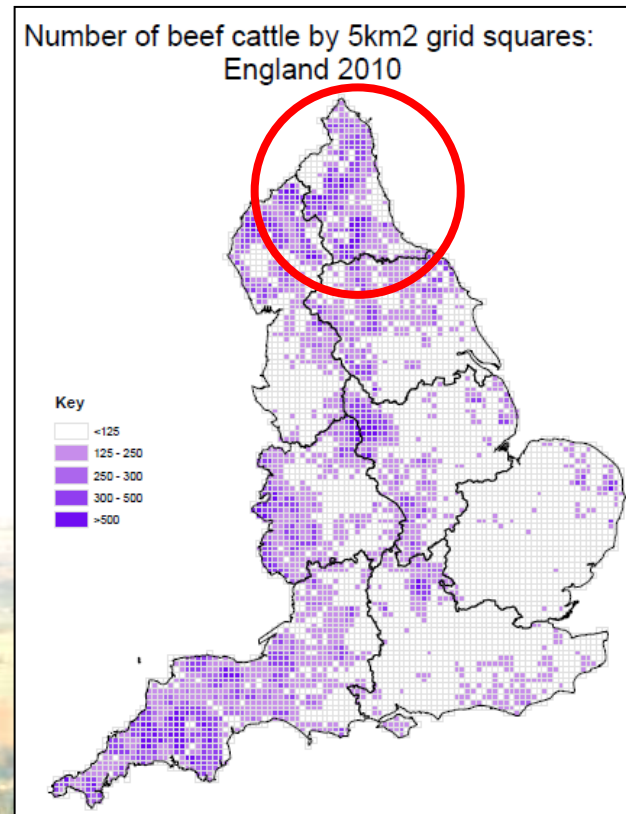 Number of beef cattle by 5km2 grid squares:
England 2010
Key
<125
125 - 250
250 - 300
300 - 500
>500